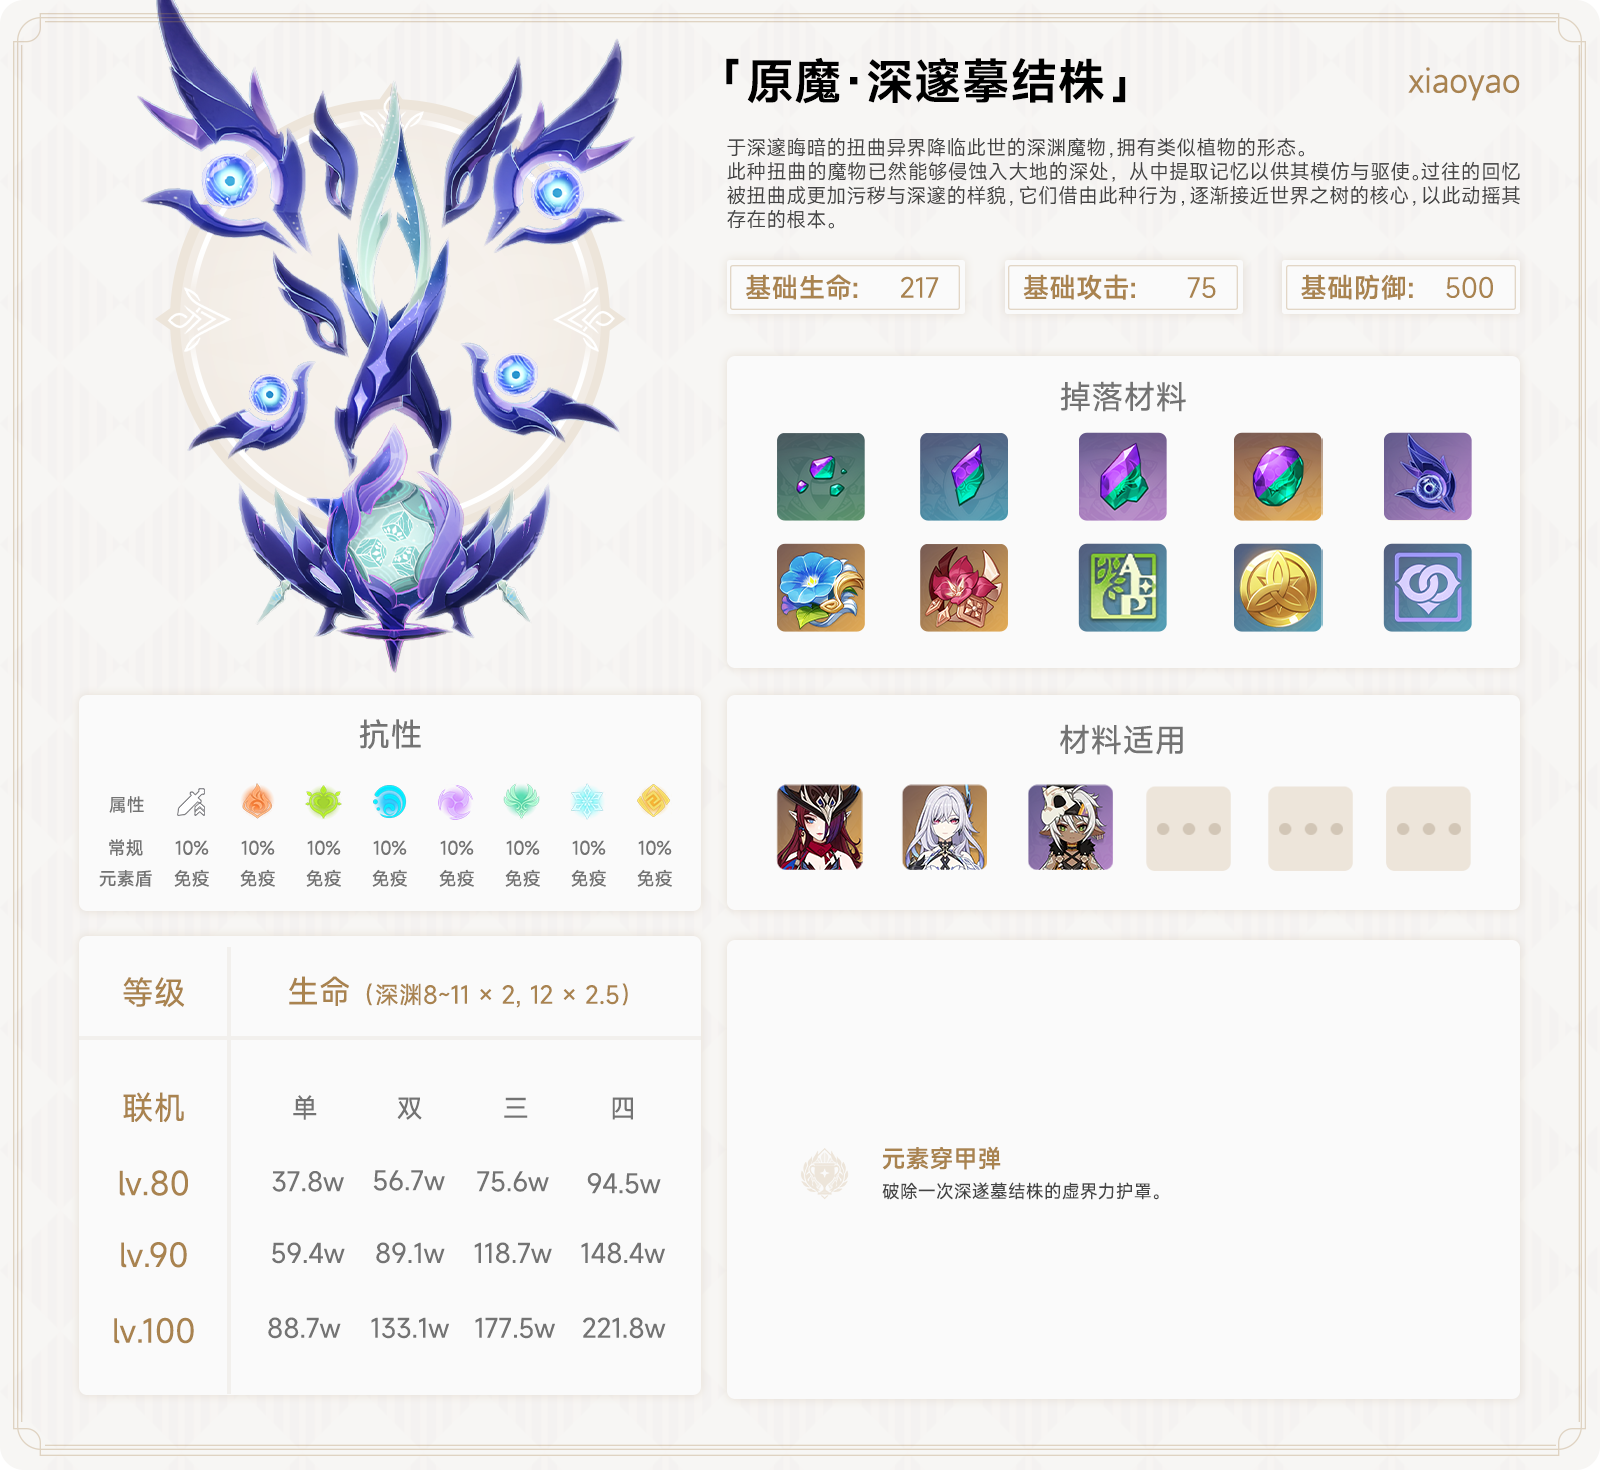 「原魔·深邃摹结株」
xiaoyao
于深邃晦暗的扭曲异界降临此世的深渊魔物,拥有类似植物的形态。
此种扭曲的魔物已然能够侵蚀入大地的深处，从中提取记忆以供其模仿与驱使。过往的回忆
被扭曲成更加污秽与深邃的样貌,它们借由此种行为,逐渐接近世界之树的核心,以此动摇其
存在的根本。
基础生命: 217
基础攻击: 75
基础防御: 500
掉落材料
抗性
属性
常规 10% 10% 10% 10% 10% 10% 10% 10%
元素盾 免疫 免疫 免疫 免疫 免疫 免疫 免疫 免疫
材料适用
等级 生命（深渊8~11 × 2, 12 × 2.5）
联机 单 双 三 四
lv.80 37.8w 56.7w 75.6w 94.5w
lv.90 59.4w 89.1w 118.7w 148.4w
lv.100 88.7w 133.1w 177.5w 221.8w
元素穿甲弹
破除一次深邃摹结株的虚界力护罩。